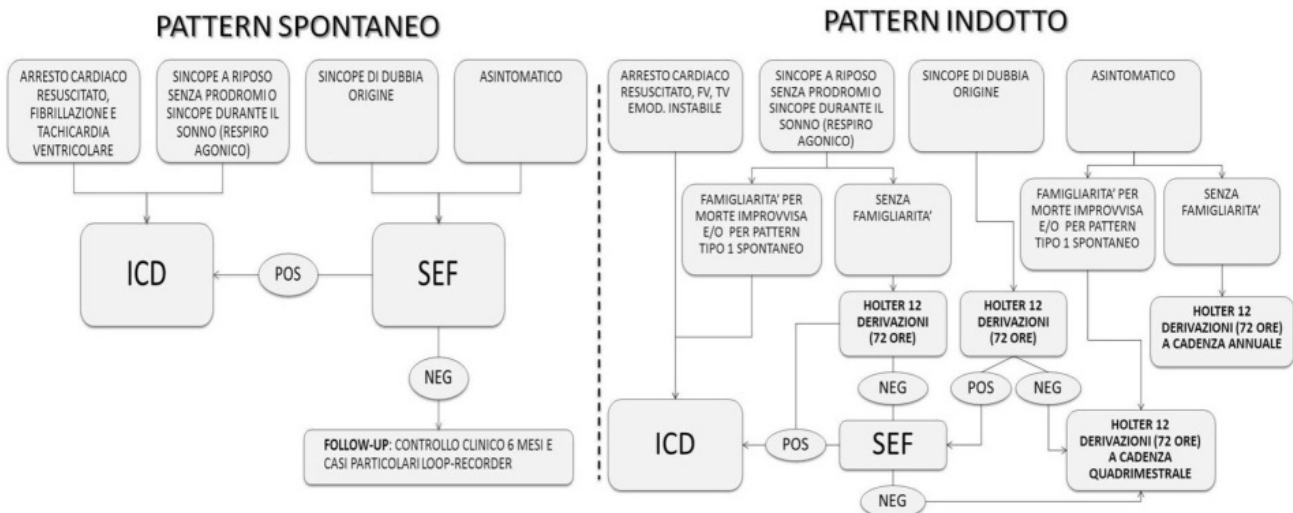 PATTERN SPONTANEO
ARRESTO CARDIACO
RESUSCITATO,
FIBRILLAZIONE E
TACHICARDIA
VENTRICOLARE
SINCOPE A RIPOSO
SENZA PRODROMI O
SINCOPE DURANTE IL
SONNO (RESPIRO
AGONICO)
SINCOPE DI DUBBIA
ORIGINE
ASINTOMATICO
ICD
POS
SEF
NEG
FOLLOW-UP: CONTROLLO CLINICO 6 MESI E
CASI PARTICOLARI LOOP-RECORDER
PATTERN INDOTTO
ARRESTO CARDIACO
RESUSCITATO, FV, TV
EMOD. INSTABILE
SINCOPE A RIPOSO
SENZA PRODROMI O
SINCOPE DURANTE IL
SONNO (RESPIRO
AGONICO)
SINCOPE DI DUBBIA
ORIGINE
ASINTOMATICO
FAMIGLIARITA' PER
MORTE IMPROVVISA
E/O PER PATTERN
TIPO 1 SPONTANEO
SENZA
FAMIGLIARITA'
FAMIGLIARITA' PER
MORTE IMPROVVISA
E/O PER PATTERN
TIPO 1 SPONTANEO
SENZA
FAMIGLIARITA'
HOLTER 12
DERIVAZIONI
(72 ORE)
HOLTER 12
DERIVAZIONI
(72 ORE)
HOLTER 12
DERIVAZIONI (72 ORE)
A CADENZA ANNUALE
NEG
POS
NEG
ICD
POS
SEF
HOLTER 12
DERIVAZIONI (72 ORE)
A CADENZA
QUADRIMESTRALE
NEG